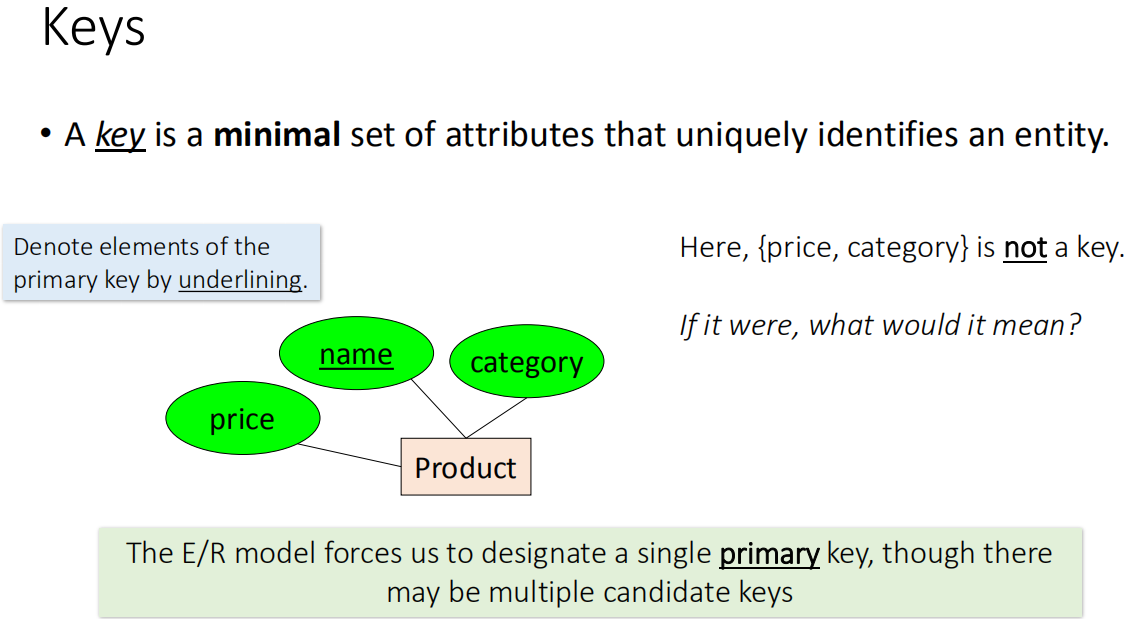 Keys
• A key is a minimal set of attributes that uniquely identifies an entity.
Denote elements of the
primary key by underlining.
Here, {price, category} is not a key.
If it were, what would it mean?
name
category
price
Product
The E/R model forces us to designate a single primary key, though there
may be multiple candidate keys